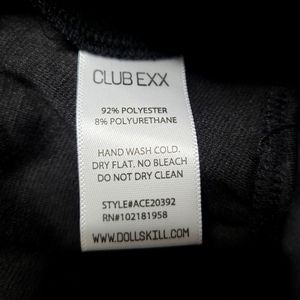 CLUB EXX
92% POLYESTER
8% POLYURETHANE
HAND WASH COLD.
DRY FLAT. NO BLEACH
DO NOT DRY CLEAN
STYLE#ACE20392
RN#102181958
WWW.DOLLSKILL.COM